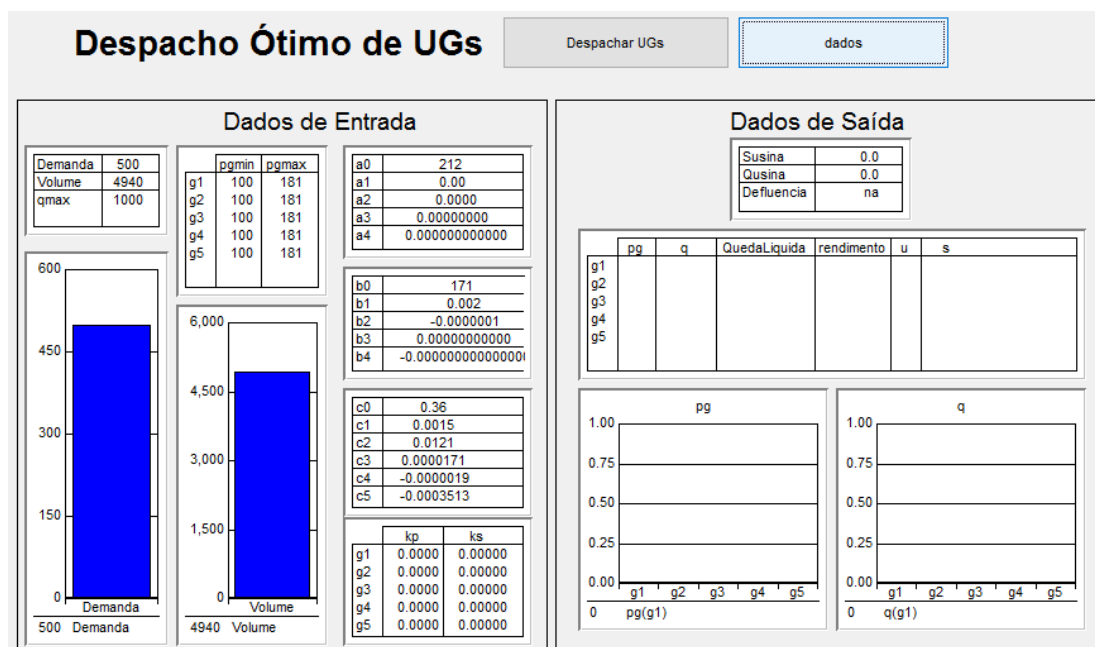 Despacho Ótimo de UGs
Despachar UGs
dados
Dados de Entrada
Demanda 500
Volume 4940
qmax 1000
pgmin pgmax
g1 100 181
g2 100 181
g3 100 181
g4 100 181
g5 100 181
a0 212
a1 0.00
a2 0.0000
a3 0.00000000
a4 0.000000000000
600
450
300
150
0
Demanda
500 Demanda
6,000
4,500
3,000
1,500
0
Volume
4940 Volume
b0 171
b1 0.002
b2 -0.0000001
b3 0.00000000000
b4
c0 0.36
c1 0.0015
c2 0.0121
c3 0.0000171
c4 -0.0000019
c5 -0.0003513
kp ks
g1 0.0000 0.00000
g2 0.0000 0.00000
g3 0.0000 0.00000
g4 0.0000 0.00000
g5 0.0000 0.00000
Dados de Saída
Susina 0.0
Qusina 0.0
Defluencia na
pg q QuedaLiquida rendimento u s
g1
g2
g3
g4
g5
pg
1.00
0.75
0.50
0.25
0.00
g1 g2 g3 g4 g5
0 pg(g1)
q
1.00
0.75
0.50
0.25
0.00
g1 g2 g3 g4 g5
0 q(g1)